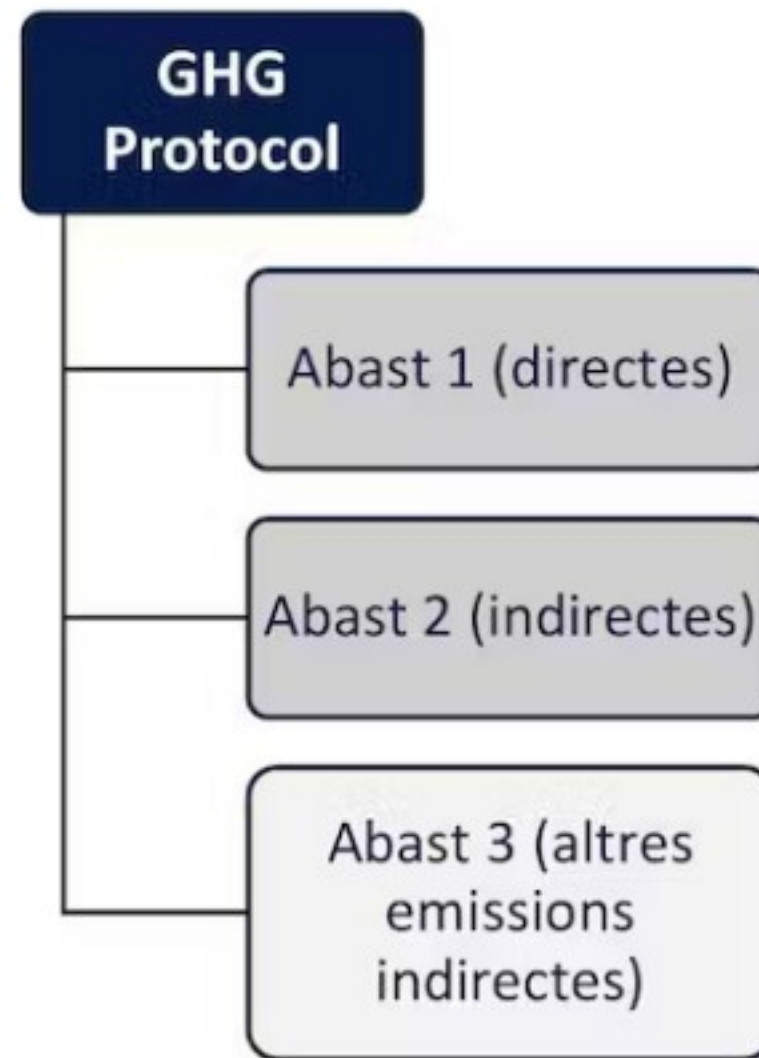 GHG
Protocol
Abast 1 (directes)
Abast 2 (indirectes)
Abast 3 (altres
emissions
indirectes)